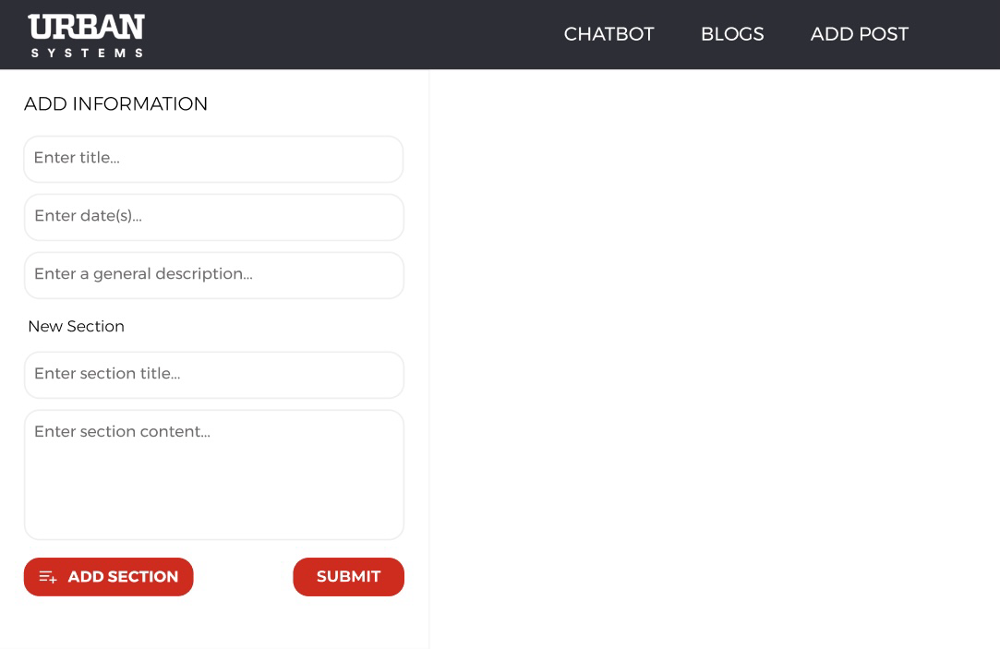 URBAN
SYSTEMS
CHATBOT BLOGS ADD POST
ADD INFORMATION
Enter title...
Enter date(s)...
Enter a general description...
New Section
Enter section title...
Enter section content...
ADD SECTION SUBMIT